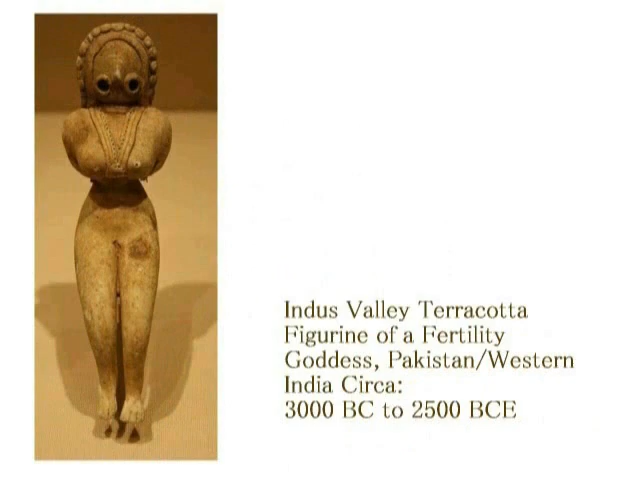 Indus Valley Terracotta
Figurine of a Fertility
Goddess, Pakistan/Western
India Circa:
3000 BC to 2500 BCE